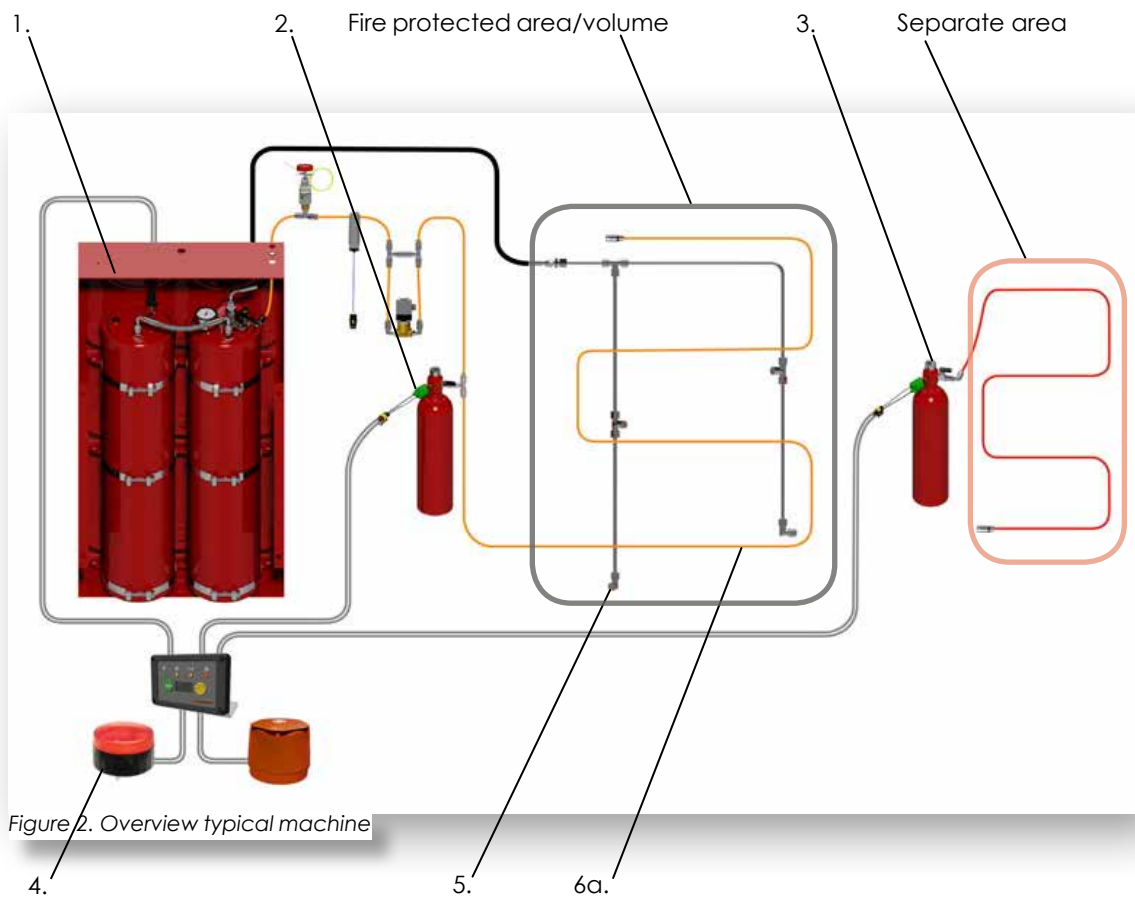 1.
2.
Fire protected area/volume
3.
Separate area
Figure 2. Overview typical machine
4.
5.
6a.